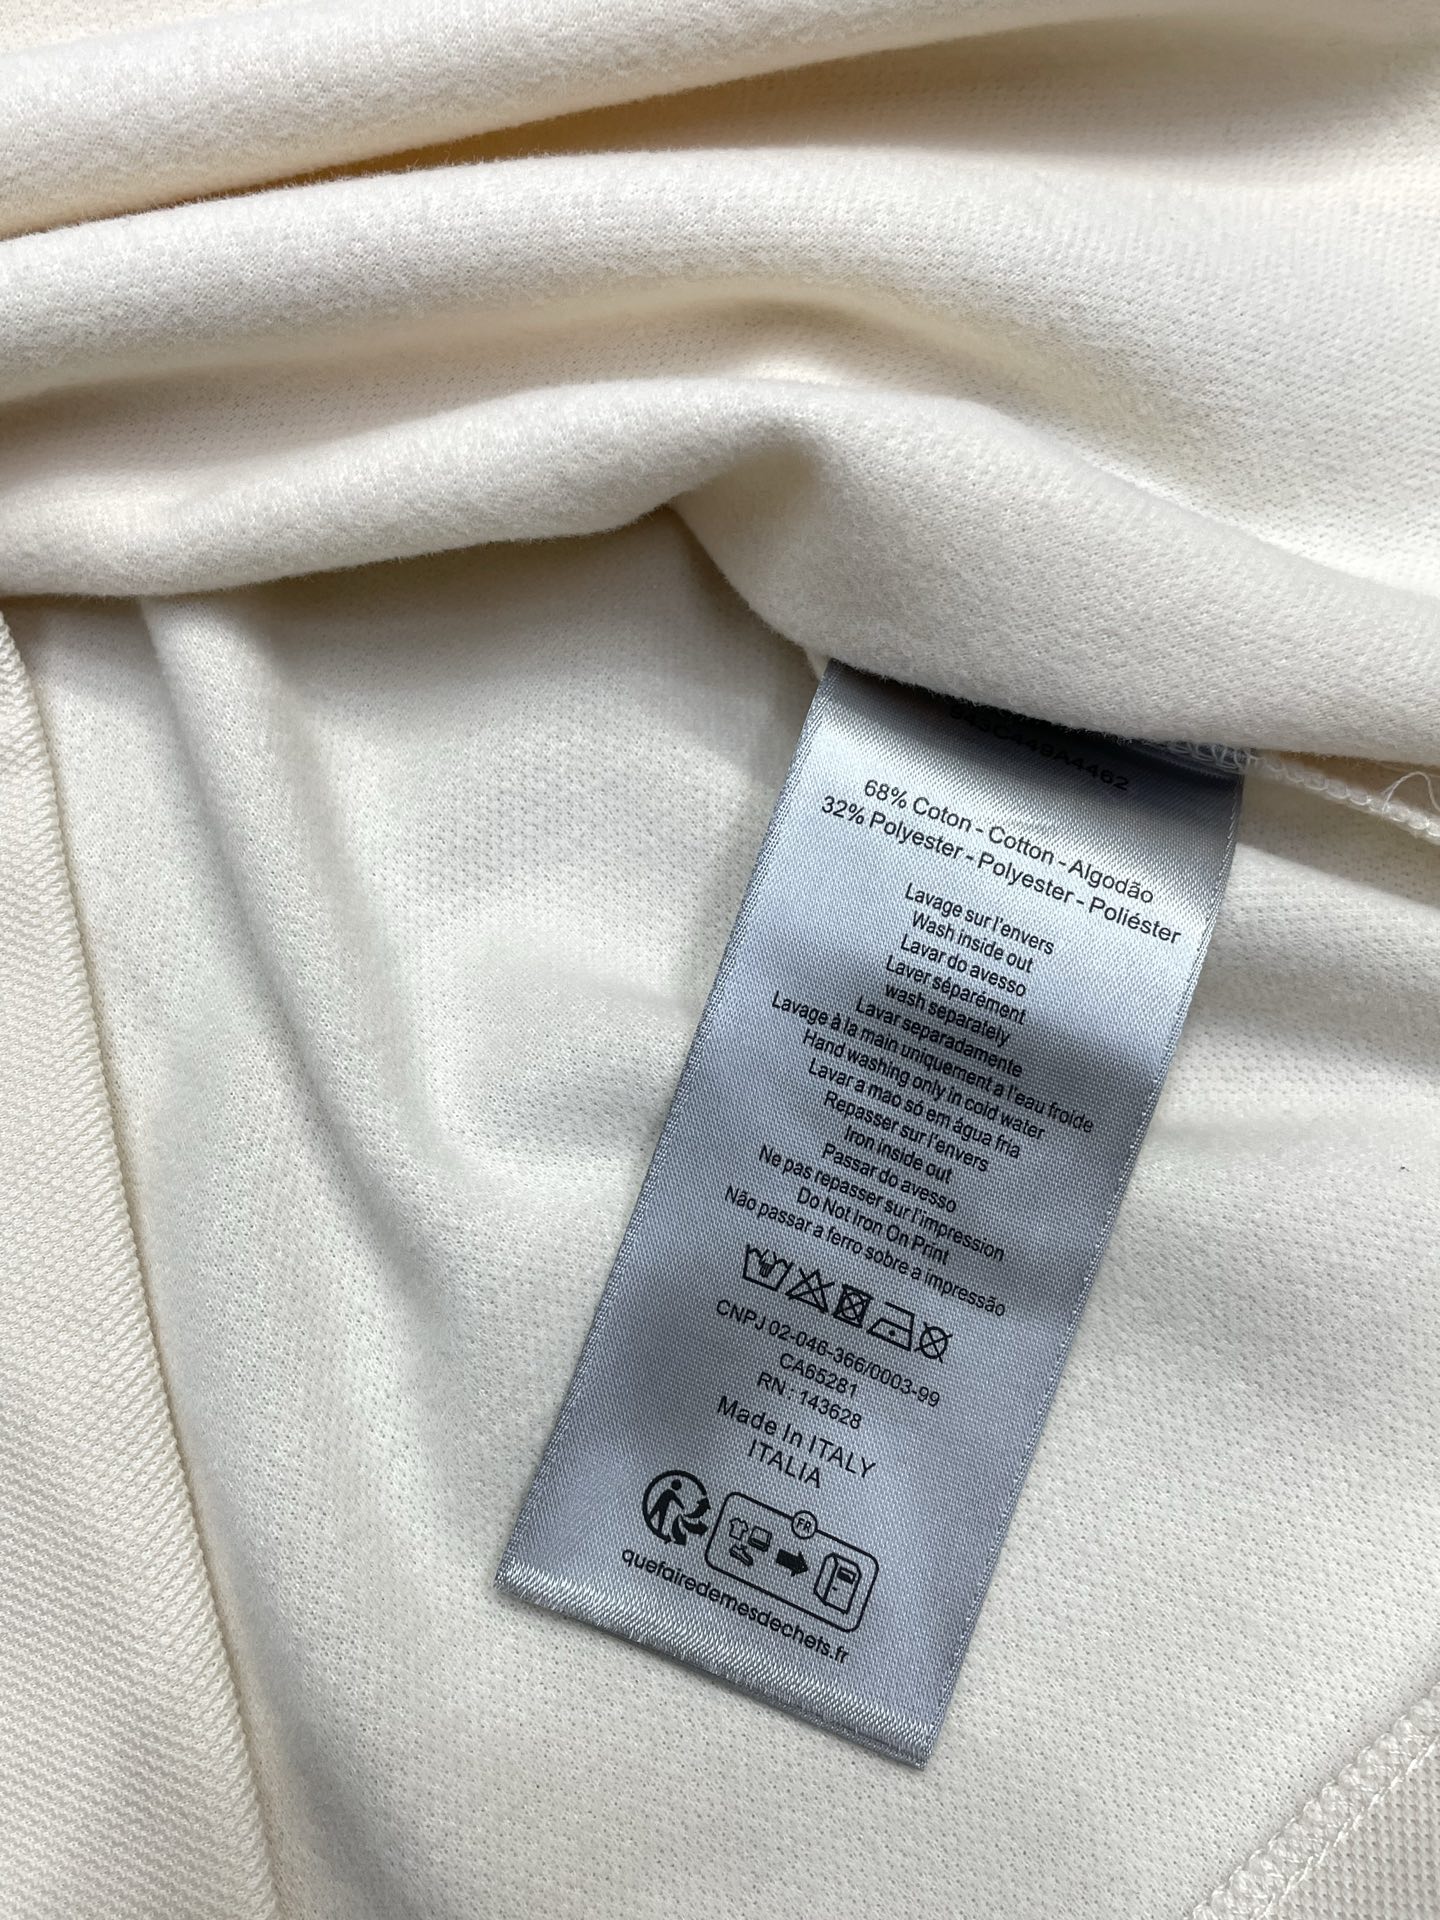 943C449A4462
68% Coton - Cotton - Algodão
32% Polyester - Polyester - Poliéster
Lavage sur l'envers
Wash inside out
Lavar do avesso
Laver séparément
wash separately
Lavar separadamente
Lavage à la main uniquement a l'eau froide
Hand washing only in cold water
Lavar a mao só em água fria
Repasser sur l'envers
Iron inside out
Passar do avesso
Ne pas repasser sur l'impression
Do Not Iron On Print
Não passar a ferro sobre a impressão
CNPJ 02-046-366/0003-99
CA65281
RN : 143628
Made In ITALY
ITALIA
FR
quefairedemesdechets.fr